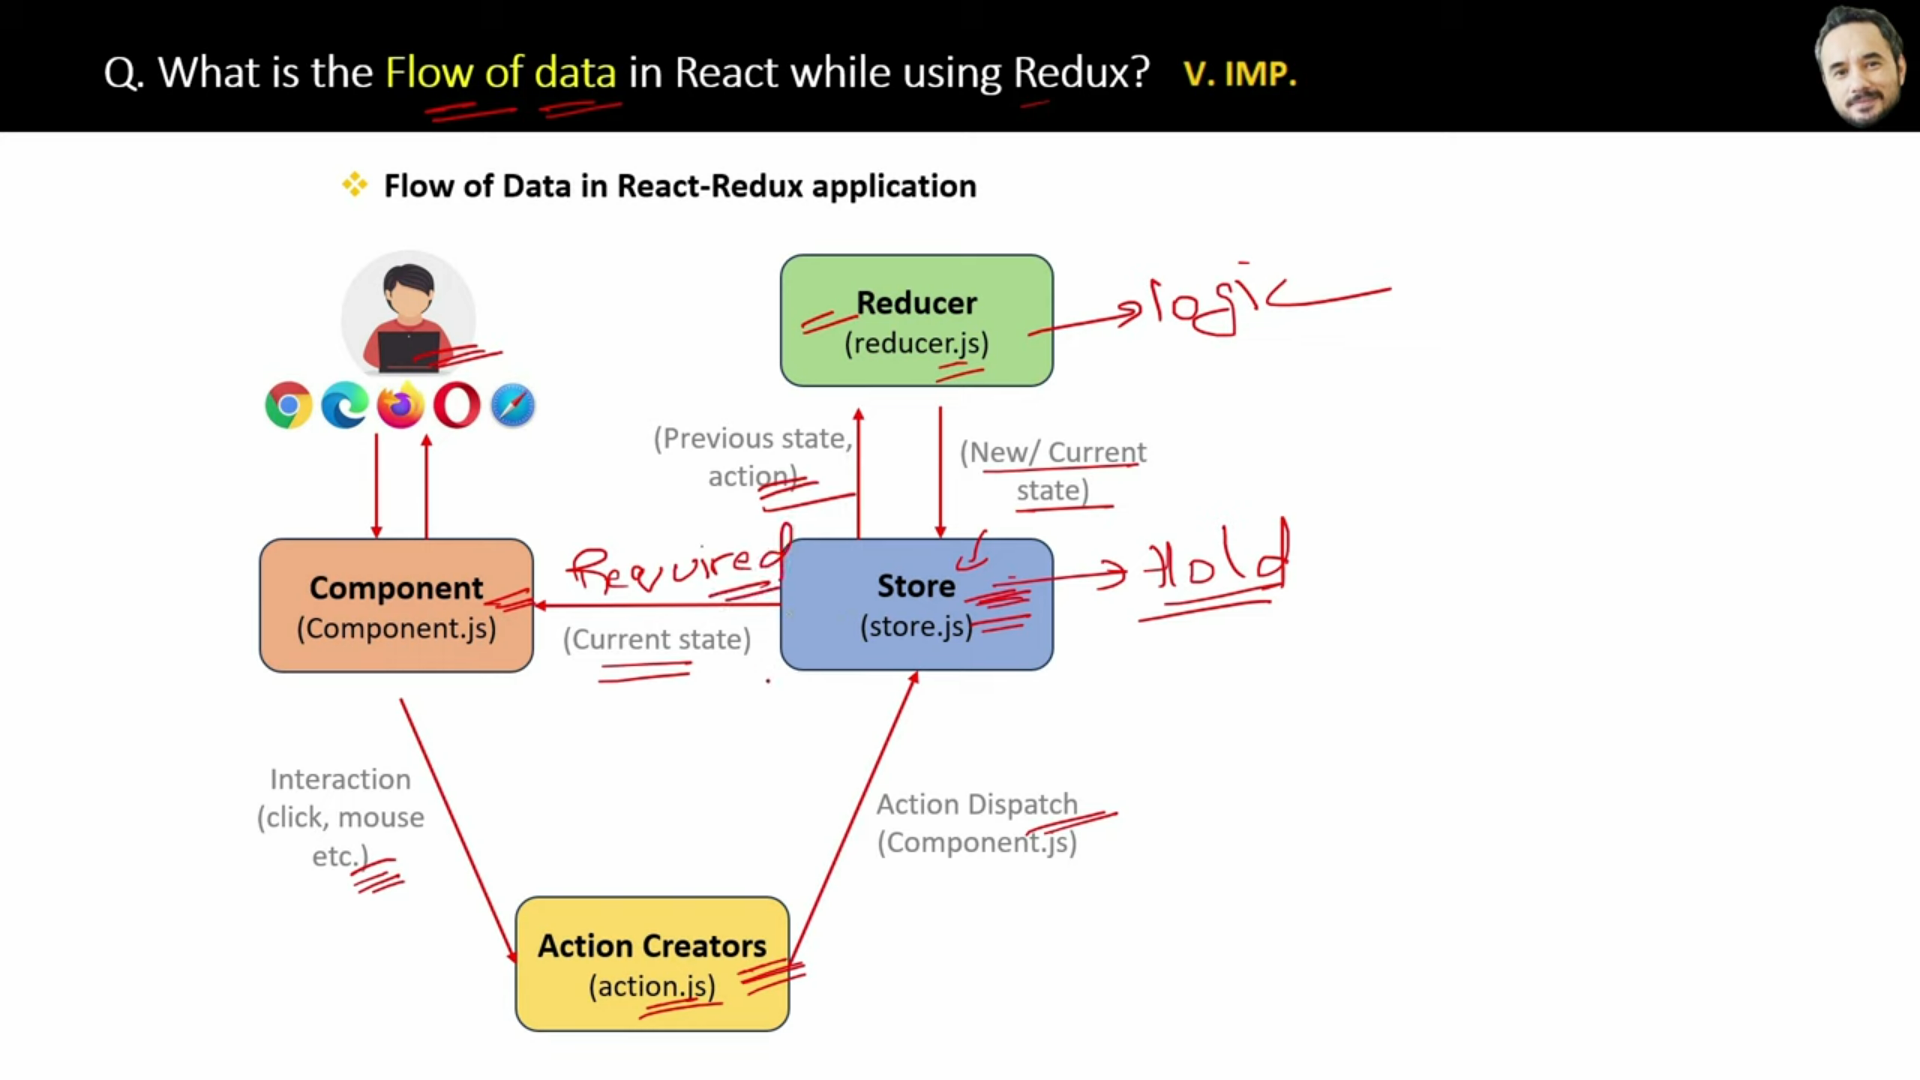 Q. What is the Flow of data in React while using Redux? V. IMP.
❖ Flow of Data in React-Redux application
Reducer
(reducer.js)
logic
(Previous state,
action)
(New/ Current
state)
Component
(Component.js)
Required
(Current state)
Store
(store.js)
Hold
Interaction
(click, mouse
etc.)
Action Dispatch
(Component.js)
Action Creators
(action.js)